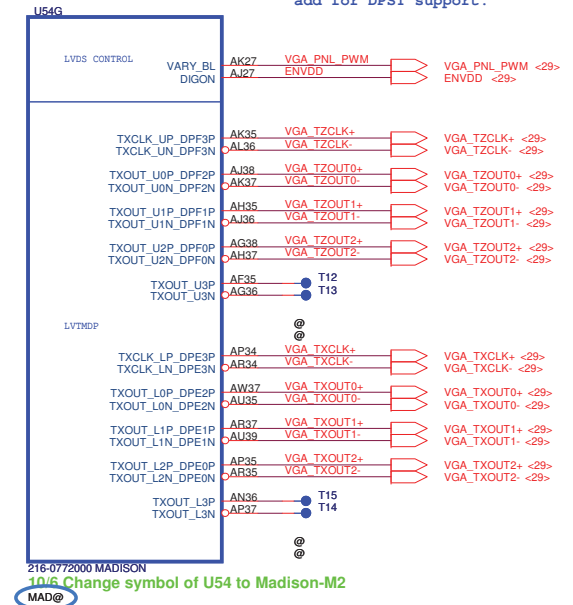 add for DPST support.
U54G
LVDS CONTROL
VARY_BL AK27 VGA_PNL_PWM VGA_PNL_PWM <29>
DIGON AJ27 ENVDD ENVDD <29>
TXCLK_UP_DPF3P AK35 VGA_TZCLK+ VGA_TZCLK+ <29>
TXCLK_UN_DPF3N AL36 VGA_TZCLK- VGA_TZCLK- <29>
TXOUT_U0P_DPF2P AJ38 VGA_TZOUT0+ VGA_TZOUT0+ <29>
TXOUT_U0N_DPF2N AK37 VGA_TZOUT0- VGA_TZOUT0- <29>
TXOUT_U1P_DPF1P AH35 VGA_TZOUT1+ VGA_TZOUT1+ <29>
TXOUT_U1N_DPF1N AJ36 VGA_TZOUT1- VGA_TZOUT1- <29>
TXOUT_U2P_DPF0P AG38 VGA_TZOUT2+ VGA_TZOUT2+ <29>
TXOUT_U2N_DPF0N AH37 VGA_TZOUT2- VGA_TZOUT2- <29>
TXOUT_U3P AF35 T12
TXOUT_U3N AG36 T13
LVTMDP
@
@
TXCLK_LP_DPE3P AP34 VGA_TXCLK+ VGA_TXCLK+ <29>
TXCLK_LN_DPE3N AR34 VGA_TXCLK- VGA_TXCLK- <29>
TXOUT_L0P_DPE2P AW37 VGA_TXOUT0+ VGA_TXOUT0+ <29>
TXOUT_L0N_DPE2N AU35 VGA_TXOUT0- VGA_TXOUT0- <29>
TXOUT_L1P_DPE1P AR37 VGA_TXOUT1+ VGA_TXOUT1+ <29>
TXOUT_L1N_DPE1N AU39 VGA_TXOUT1- VGA_TXOUT1- <29>
TXOUT_L2P_DPE0P AP35 VGA_TXOUT2+ VGA_TXOUT2+ <29>
TXOUT_L2N_DPE0N AR35 VGA_TXOUT2- VGA_TXOUT2- <29>
TXOUT_L3P AN36 T15
TXOUT_L3N AP37 T14
@
@
216-0772000 MADISON
10/6 Change symbol of U54 to Madison-M2
MAD@